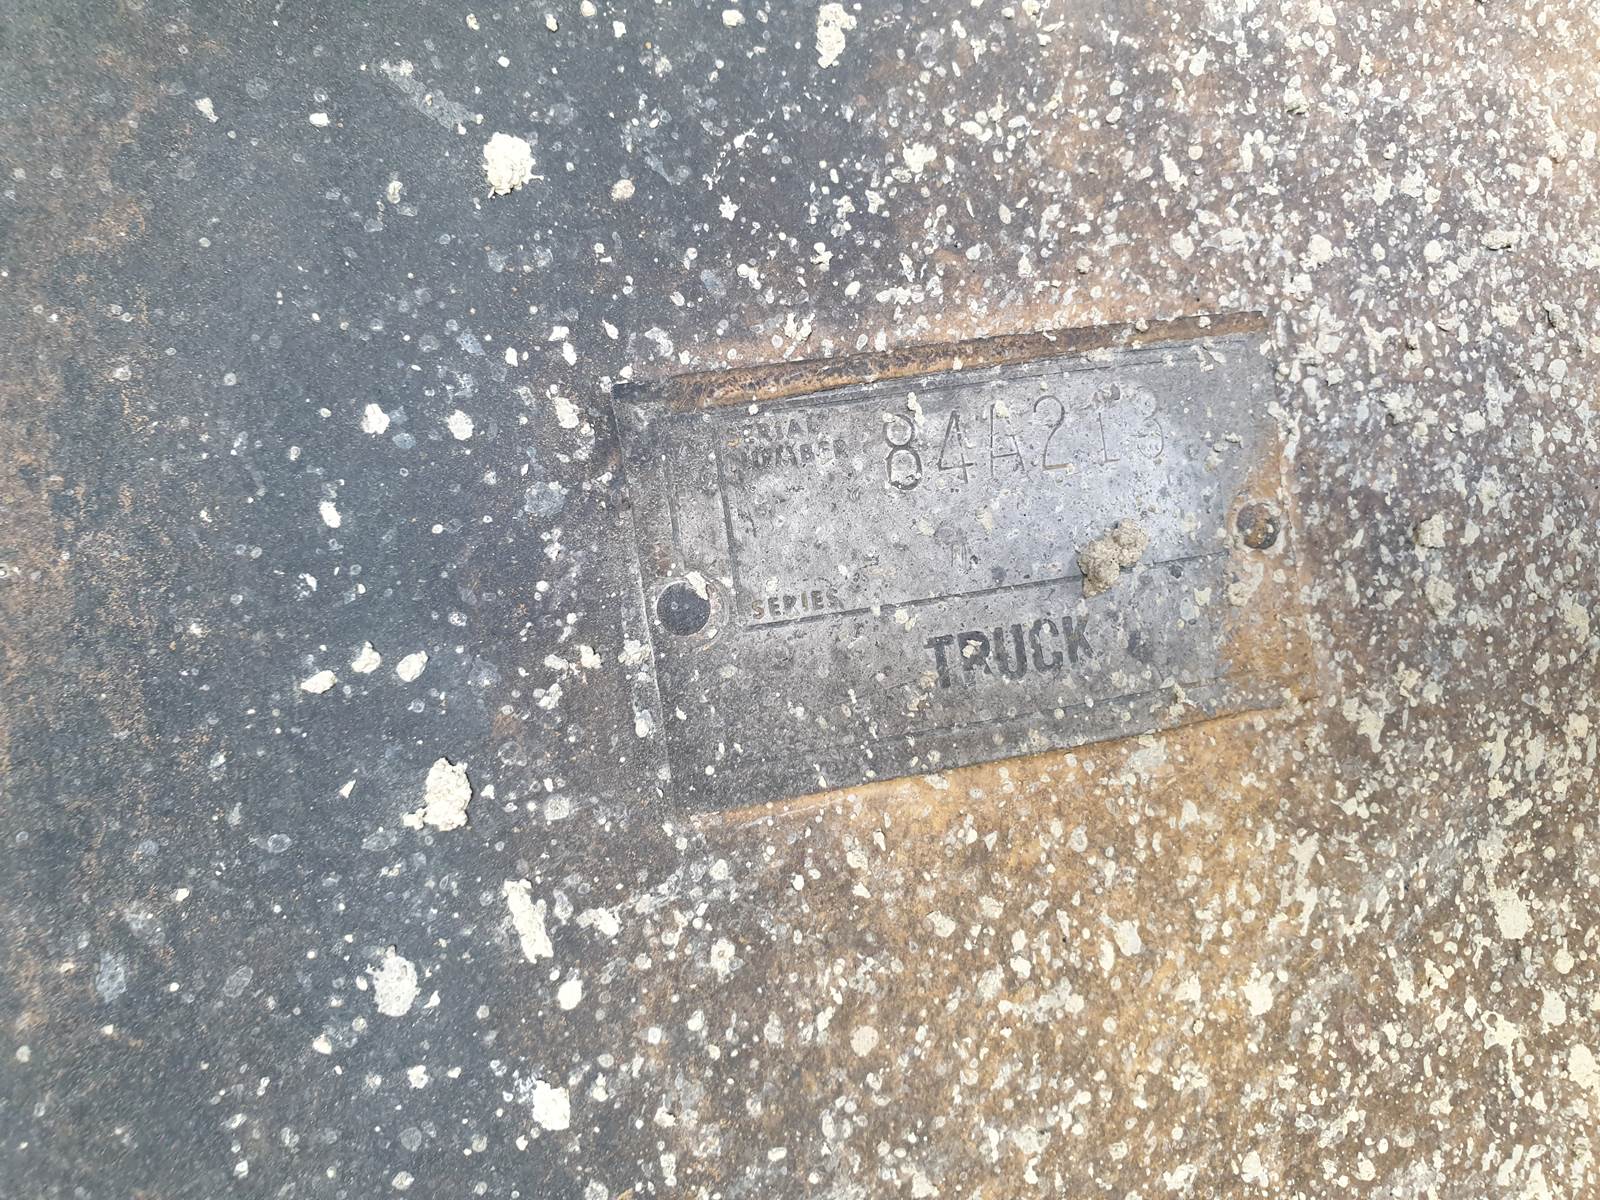 SERIAL
NUMBER
84A213
SERIES
TRUCK